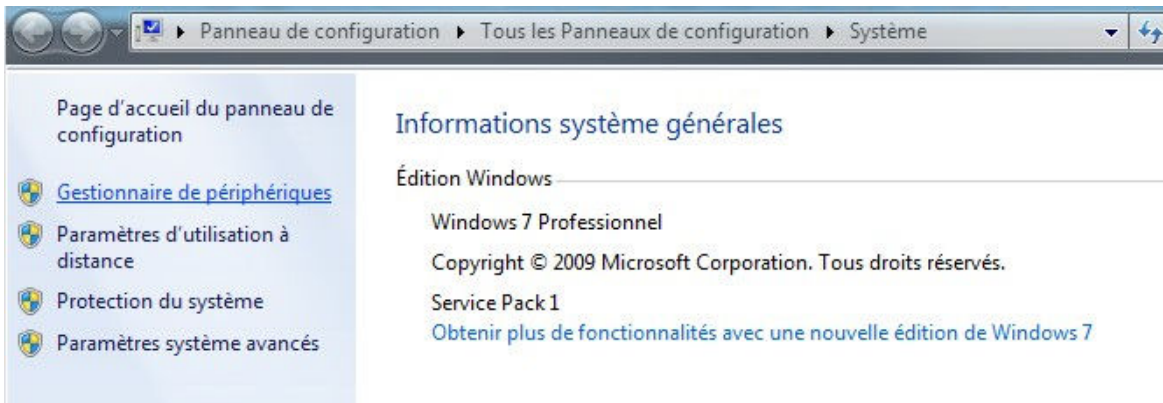 Panneau de configuration ▸ Tous les Panneaux de configuration ▸ Système
Page d'accueil du panneau de
configuration
Gestionnaire de périphériques
Paramètres d'utilisation à
distance
Protection du système
Paramètres système avancés
Informations système générales
Édition Windows
Windows 7 Professionnel
Copyright © 2009 Microsoft Corporation. Tous droits réservés.
Service Pack 1
Obtenir plus de fonctionnalités avec une nouvelle édition de Windows 7